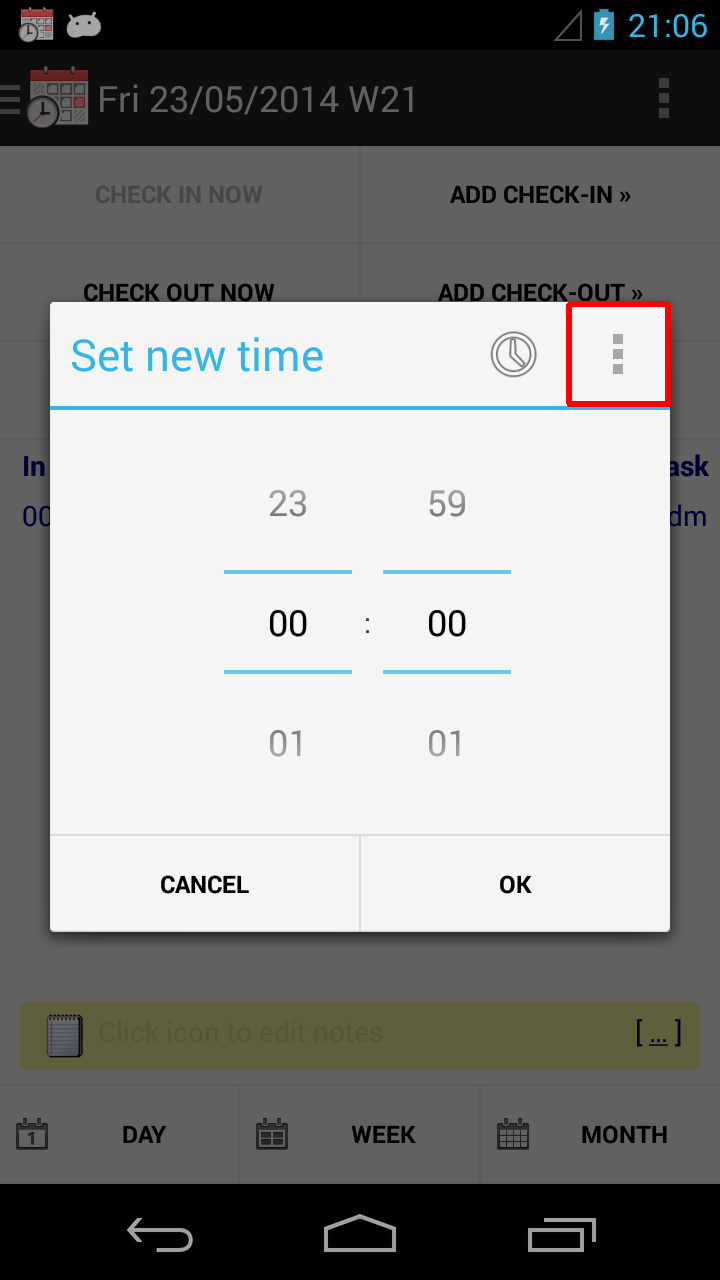 21:06
Fri 23/05/2014 W21
CHECK IN NOW
ADD CHECK-IN »
CHECK OUT NOW
ADD CHECK-OUT »
Set new time
In
ask
00
dm
23
59
00 : 00
01
01
CANCEL
OK
Click icon to edit notes
[...]
1
DAY
WEEK
MONTH